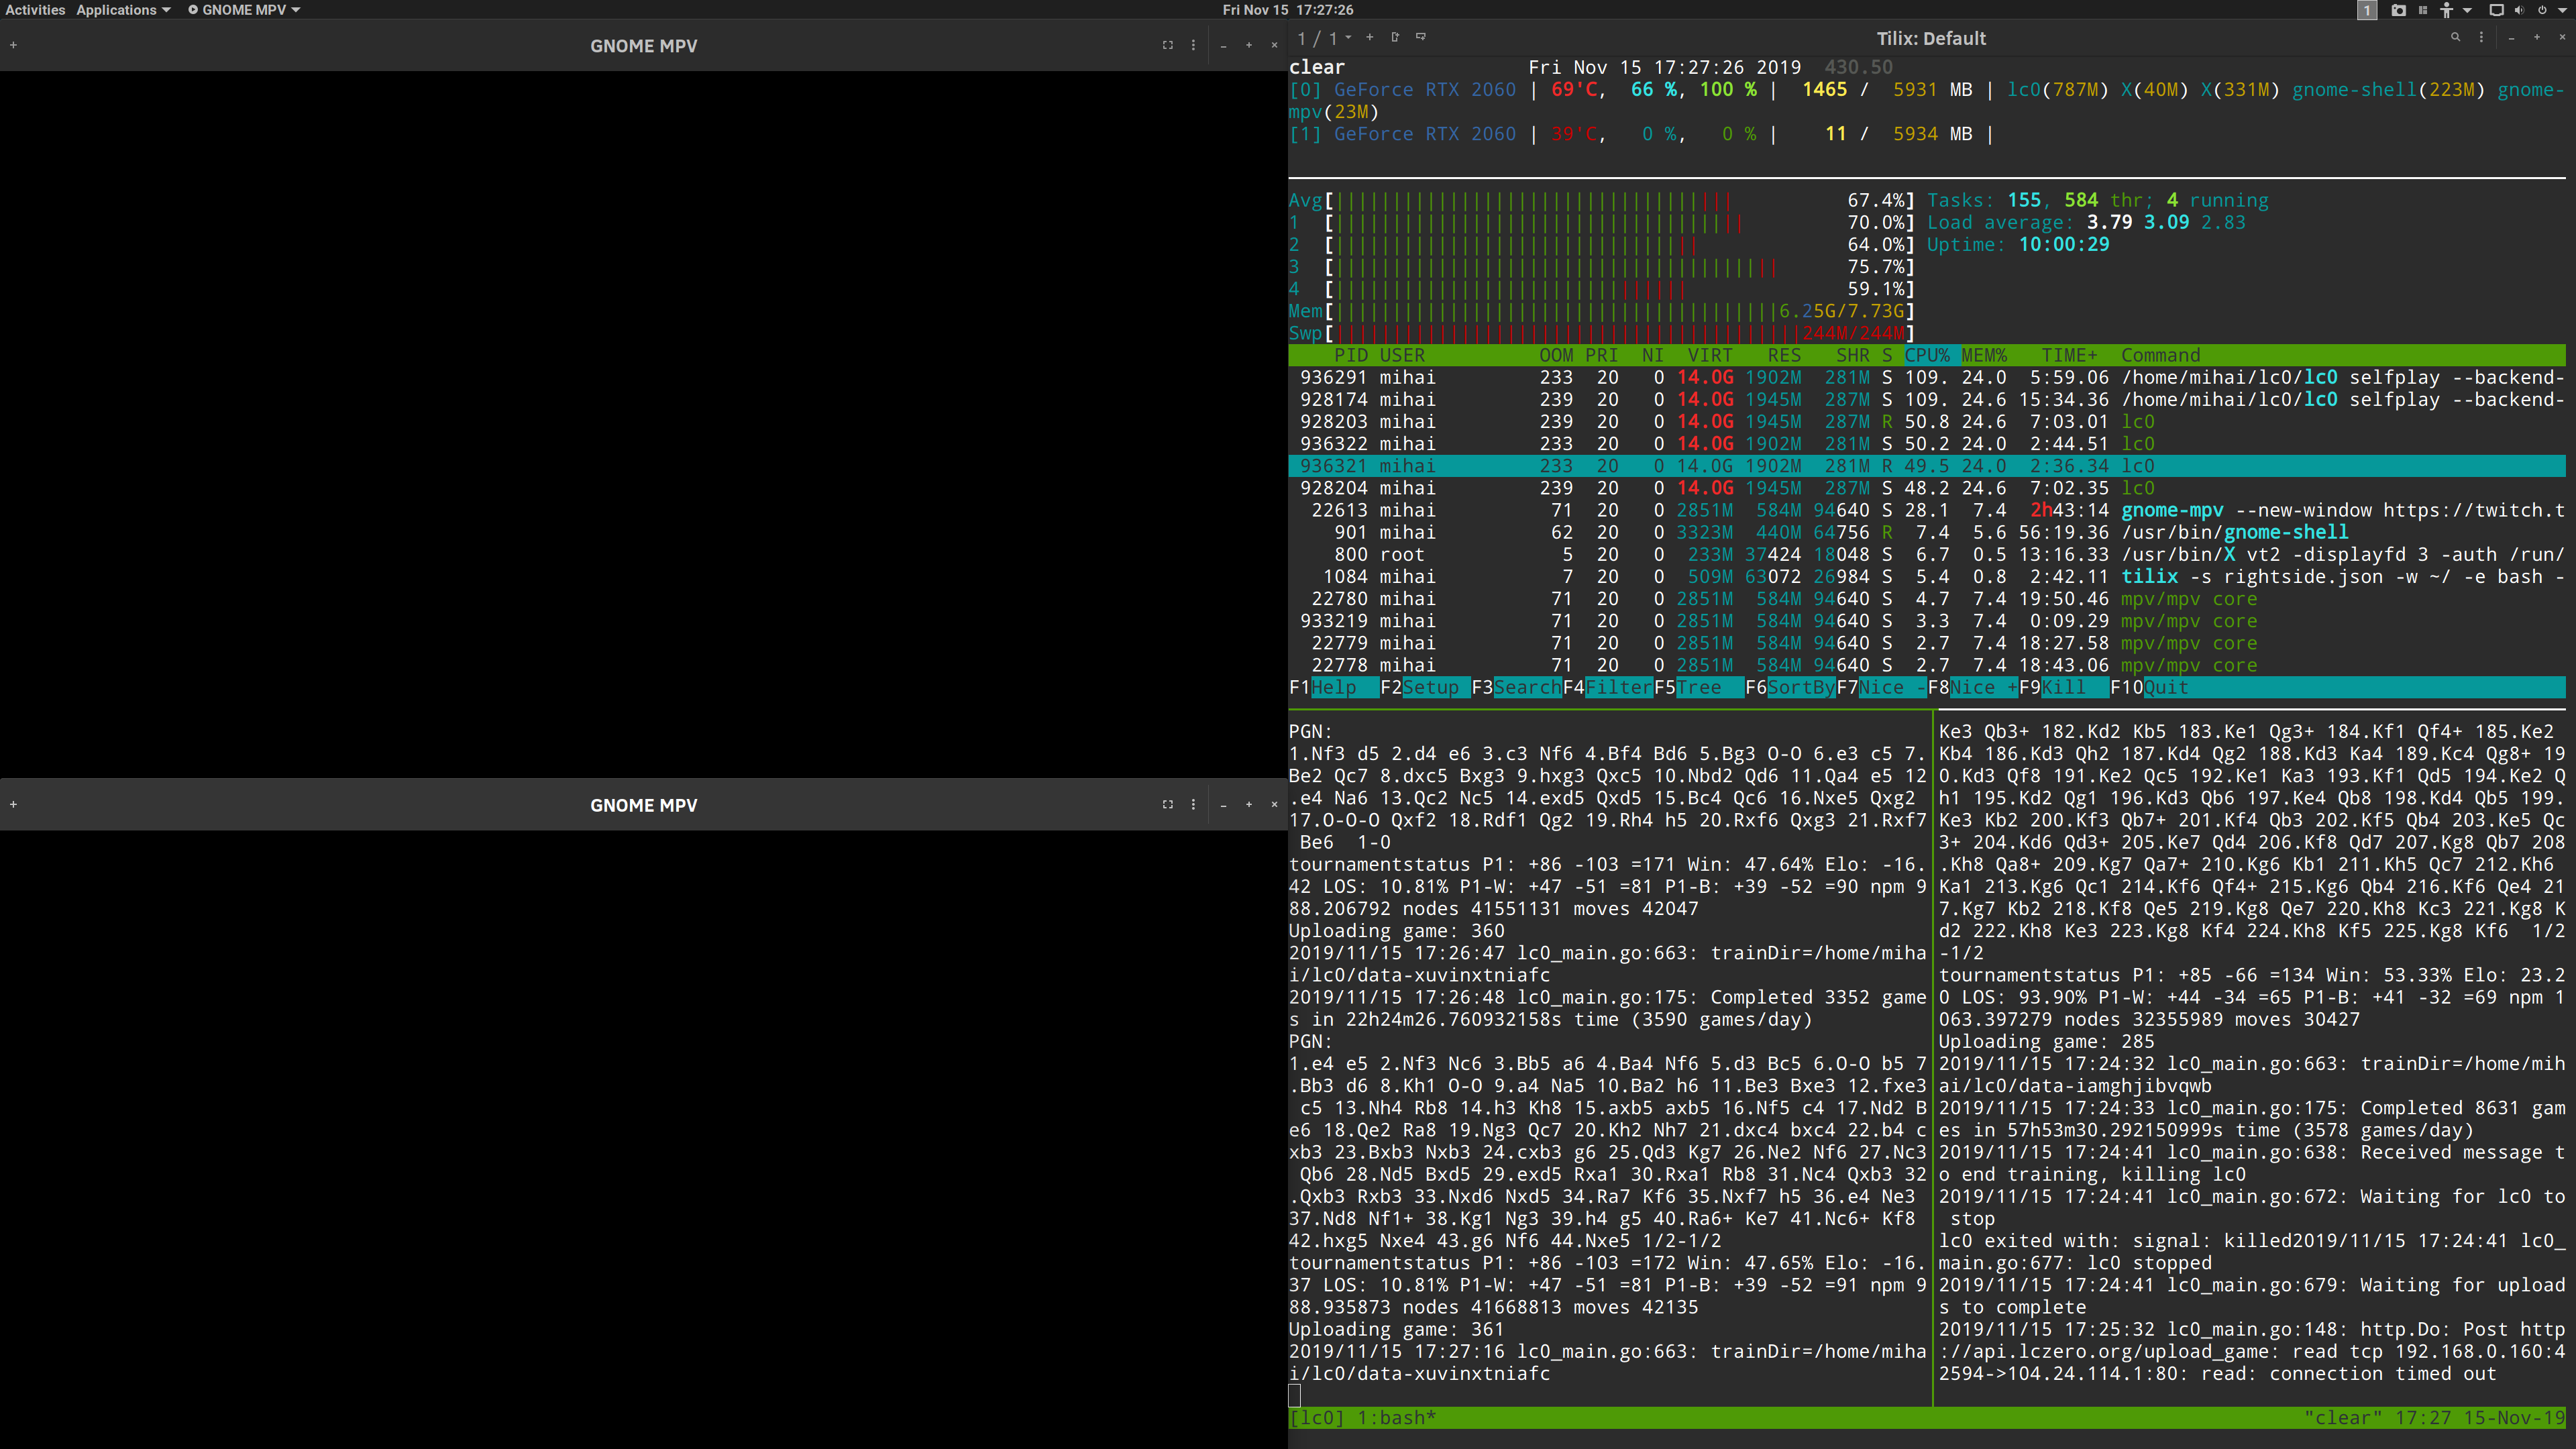 Activities Applications GNOME MPV Fri Nov 15 17:27:26 1
GNOME MPV
GNOME MPV
1 / 1 Tilix: Default
clear Fri Nov 15 17:27:26 2019 430.50
[0] GeForce RTX 2060 | 69'C, 66 %, 100 % | 1465 / 5931 MB | lc0(787M) X(40M) X(331M) gnome-shell(223M) gnome-
mpv(23M)
[1] GeForce RTX 2060 | 39'C, 0 %, 0 % | 11 / 5934 MB |
Avg[ 67.4%] Tasks: 155, 584 thr; 4 running
1 [ 70.0%] Load average: 3.79 3.09 2.83
2 [ 64.0%] Uptime: 10:00:29
3 [ 75.7%]
4 [ 59.1%]
Mem[ 6.25G/7.73G]
Swp[ 244M/244M]
PID USER OOM PRI NI VIRT RES SHR S CPU% MEM% TIME+ Command
936291 mihai 233 20 0 14.0G 1902M 281M S 109. 24.0 5:59.06 /home/mihai/lc0/lc0 selfplay --backend-
928174 mihai 239 20 0 14.0G 1945M 287M S 109. 24.6 15:34.36 /home/mihai/lc0/lc0 selfplay --backend-
928203 mihai 239 20 0 14.0G 1945M 287M R 50.8 24.6 7:03.01 lc0
936322 mihai 233 20 0 14.0G 1902M 281M S 50.2 24.0 2:44.51 lc0
936321 mihai 233 20 0 14.0G 1902M 281M R 49.5 24.0 2:36.34 lc0
928204 mihai 239 20 0 14.0G 1945M 287M S 48.2 24.6 7:02.35 lc0
22613 mihai 71 20 0 2851M 584M 94640 S 28.1 7.4 2h43:14 gnome-mpv --new-window https://twitch.t
901 mihai 62 20 0 3323M 440M 64756 R 7.4 5.6 56:19.36 /usr/bin/gnome-shell
800 root 5 20 0 233M 37424 18048 S 6.7 0.5 13:16.33 /usr/bin/X vt2 -displayfd 3 -auth /run/
1084 mihai 7 20 0 509M 63072 26984 S 5.4 0.8 2:42.11 tilix -s rightside.json -w ~/ -e bash -
22780 mihai 71 20 0 2851M 584M 94640 S 4.7 7.4 19:50.46 mpv/mpv core
933219 mihai 71 20 0 2851M 584M 94640 S 3.3 7.4 0:09.29 mpv/mpv core
22779 mihai 71 20 0 2851M 584M 94640 S 2.7 7.4 18:27.58 mpv/mpv core
22778 mihai 71 20 0 2851M 584M 94640 S 2.7 7.4 18:43.06 mpv/mpv core
F1Help F2Setup F3SearchF4FilterF5Tree F6SortByF7Nice -F8Nice +F9Kill F10Quit
PGN:
1.Nf3 d5 2.d4 e6 3.c3 Nf6 4.Bf4 Bd6 5.Bg3 O-O 6.e3 c5 7.
Be2 Qc7 8.dxc5 Bxg3 9.hxg3 Qxc5 10.Nbd2 Qd6 11.Qa4 e5 12
.e4 Na6 13.Qc2 Nc5 14.exd5 Qxd5 15.Bc4 Qc6 16.Nxe5 Qxg2
17.O-O-O Qxf2 18.Rdf1 Qg2 19.Rh4 h5 20.Rxf6 Qxg3 21.Rxf7
Be6 1-0
tournamentstatus P1: +86 -103 =171 Win: 47.64% Elo: -16.
42 LOS: 10.81% P1-W: +47 -51 =81 P1-B: +39 -52 =90 npm 9
88.206792 nodes 41551131 moves 42047
Uploading game: 360
2019/11/15 17:26:47 lc0_main.go:663: trainDir=/home/miha
i/lc0/data-xuvinxtniafc
2019/11/15 17:26:48 lc0_main.go:175: Completed 3352 game
s in 22h24m26.760932158s time (3590 games/day)
PGN:
1.e4 e5 2.Nf3 Nc6 3.Bb5 a6 4.Ba4 Nf6 5.d3 Bc5 6.O-O b5 7
.Bb3 d6 8.Kh1 O-O 9.a4 Na5 10.Ba2 h6 11.Be3 Bxe3 12.fxe3
c5 13.Nh4 Rb8 14.h3 Kh8 15.axb5 axb5 16.Nf5 c4 17.Nd2 B
e6 18.Qe2 Ra8 19.Ng3 Qc7 20.Kh2 Nh7 21.dxc4 bxc4 22.b4 c
xb3 23.Bxb3 Nxb3 24.cxb3 g6 25.Qd3 Kg7 26.Ne2 Nf6 27.Nc3
Qb6 28.Nd5 Bxd5 29.exd5 Rxa1 30.Rxa1 Rb8 31.Nc4 Qxb3 32
.Qxb3 Rxb3 33.Nxd6 Nxd5 34.Ra7 Kf6 35.Nxf7 h5 36.e4 Ne3
37.Nd8 Nf1+ 38.Kg1 Ng3 39.h4 g5 40.Ra6+ Ke7 41.Nc6+ Kf8
42.hxg5 Nxe4 43.g6 Nf6 44.Nxe5 1/2-1/2
tournamentstatus P1: +86 -103 =172 Win: 47.65% Elo: -16.
37 LOS: 10.81% P1-W: +47 -51 =81 P1-B: +39 -52 =91 npm 9
88.935873 nodes 41668813 moves 42135
Uploading game: 361
2019/11/15 17:27:16 lc0_main.go:663: trainDir=/home/miha
i/lc0/data-xuvinxtniafc
Ke3 Qb3+ 182.Kd2 Kb5 183.Ke1 Qg3+ 184.Kf1 Qf4+ 185.Ke2
Kb4 186.Kd3 Qh2 187.Kd4 Qg2 188.Kd3 Ka4 189.Kc4 Qg8+ 19
0.Kd3 Qf8 191.Ke2 Qc5 192.Ke1 Ka3 193.Kf1 Qd5 194.Ke2 Q
h1 195.Kd2 Qg1 196.Kd3 Qb6 197.Ke4 Qb8 198.Kd4 Qb5 199.
Ke3 Kb2 200.Kf3 Qb7+ 201.Kf4 Qb3 202.Kf5 Qb4 203.Ke5 Qc
3+ 204.Kd6 Qd3+ 205.Ke7 Qd4 206.Kf8 Qd7 207.Kg8 Qb7 208
.Kh8 Qa8+ 209.Kg7 Qa7+ 210.Kg6 Kb1 211.Kh5 Qc7 212.Kh6
Ka1 213.Kg6 Qc1 214.Kf6 Qf4+ 215.Kg6 Qb4 216.Kf6 Qe4 21
7.Kg7 Kb2 218.Kf8 Qe5 219.Kg8 Qe7 220.Kh8 Kc3 221.Kg8 K
d2 222.Kh8 Ke3 223.Kg8 Kf4 224.Kh8 Kf5 225.Kg8 Kf6 1/2
-1/2
tournamentstatus P1: +85 -66 =134 Win: 53.33% Elo: 23.2
0 LOS: 93.90% P1-W: +44 -34 =65 P1-B: +41 -32 =69 npm 1
063.397279 nodes 32355989 moves 30427
Uploading game: 285
2019/11/15 17:24:32 lc0_main.go:663: trainDir=/home/mih
ai/lc0/data-iamghjibvqwb
2019/11/15 17:24:33 lc0_main.go:175: Completed 8631 gam
es in 57h53m30.292150999s time (3578 games/day)
2019/11/15 17:24:41 lc0_main.go:638: Received message t
o end training, killing lc0
2019/11/15 17:24:41 lc0_main.go:672: Waiting for lc0 to
stop
lc0 exited with: signal: killed2019/11/15 17:24:41 lc0_
main.go:677: lc0 stopped
2019/11/15 17:24:41 lc0_main.go:679: Waiting for upload
s to complete
2019/11/15 17:25:32 lc0_main.go:148: http.Do: Post http
://api.lczero.org/upload_game: read tcp 192.168.0.160:4
2594->104.24.114.1:80: read: connection timed out
[lc0] 1:bash* "clear" 17:27 15-Nov-19